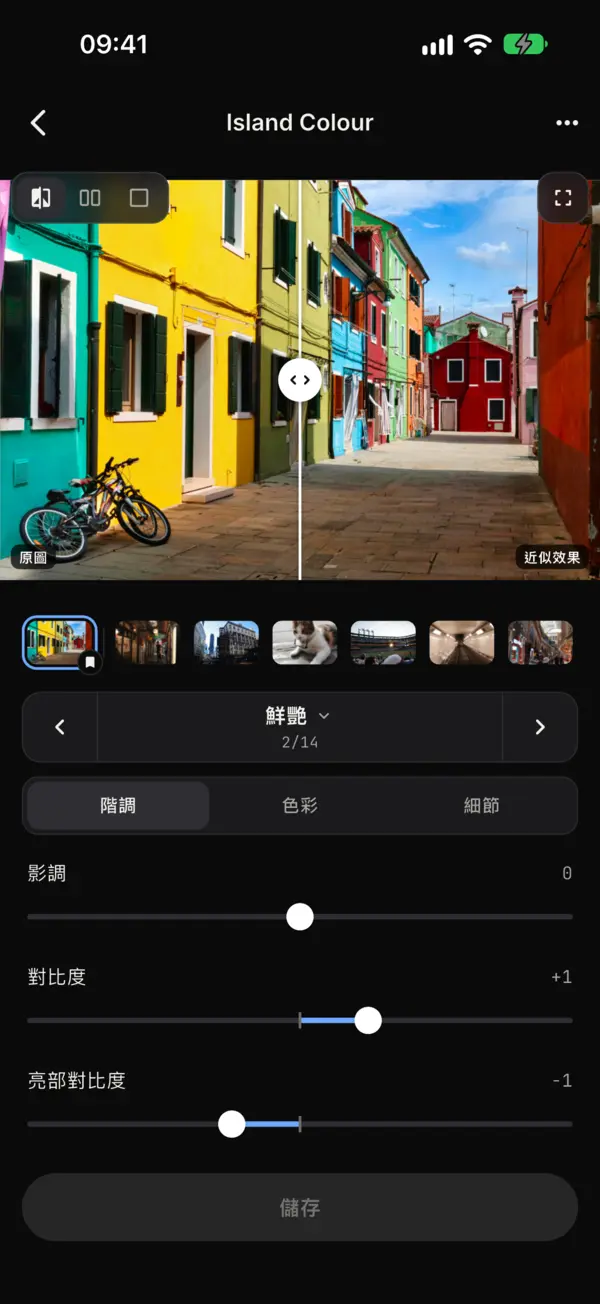 09:41
Island Colour
原圖
近似效果
鮮艷
2/14
階調
色彩
細節
影調
0
對比度
+1
亮部對比度
-1
儲存